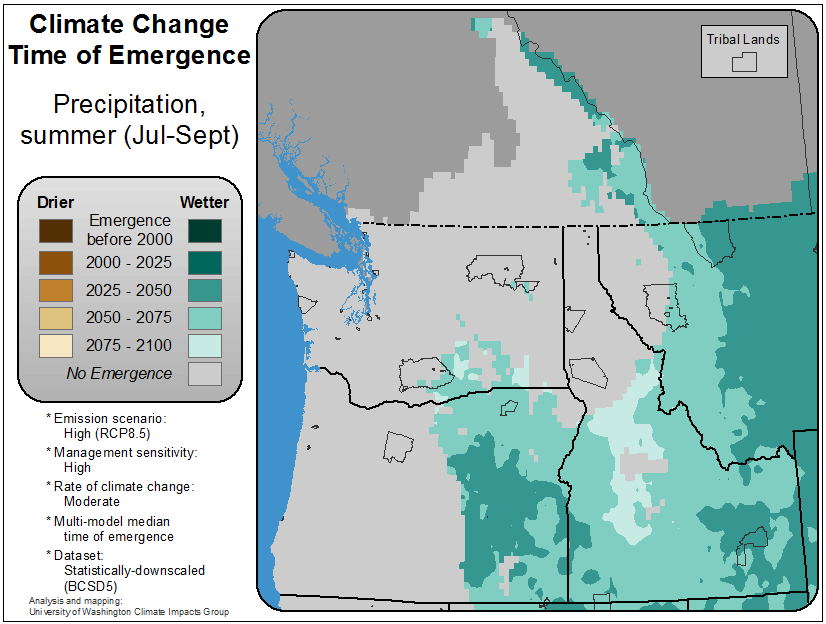 Climate Change
Time of Emergence
Precipitation,
summer (Jul-Sept)
Drier Wetter
Emergence
before 2000
2000 - 2025
2025 - 2050
2050 - 2075
2075 - 2100
No Emergence
* Emission scenario:
High (RCP8.5)
* Management sensitivity:
High
* Rate of climate change:
Moderate
* Multi-model median
time of emergence
* Dataset:
Statistically-downscaled
(BCSD5)
Analysis and mapping:
University of Washington Climate Impacts Group
Tribal Lands